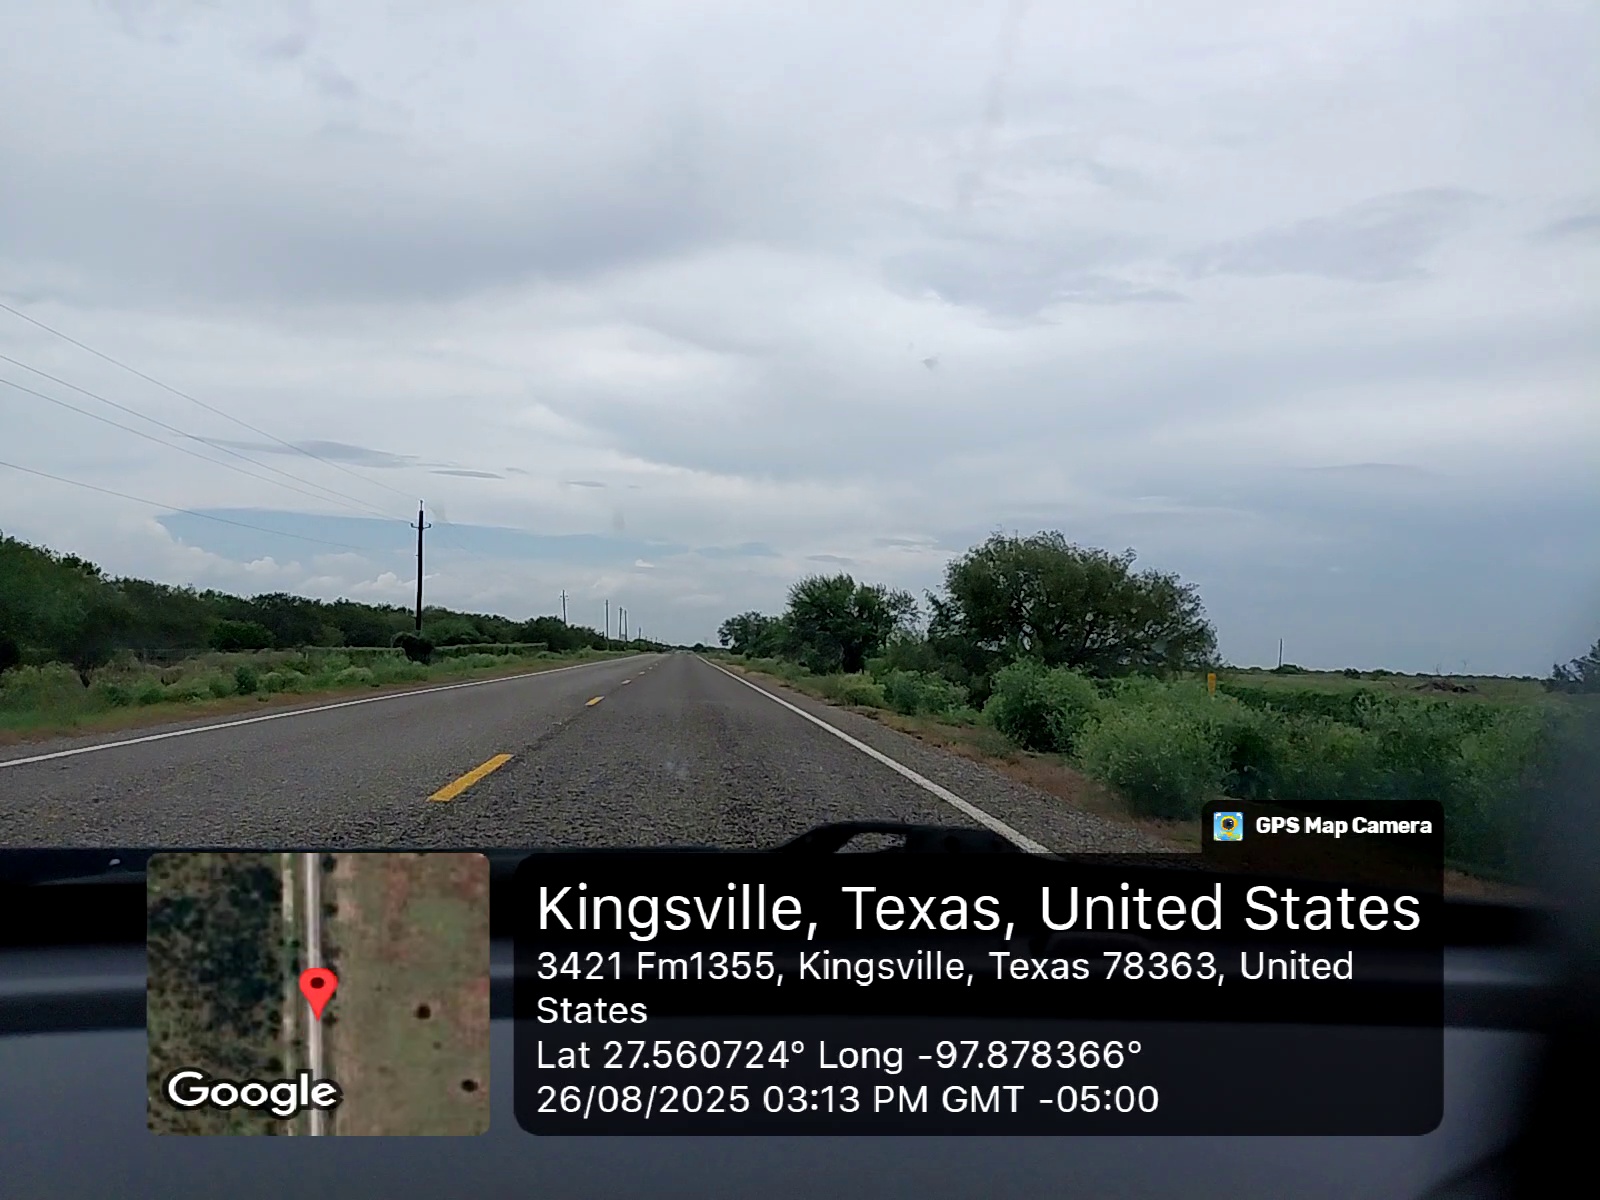 GPS Map Camera
Kingsville, Texas, United States
3421 Fm1355, Kingsville, Texas 78363, United
States
Lat 27.560724° Long -97.878366°
26/08/2025 03:13 PM GMT -05:00
Google